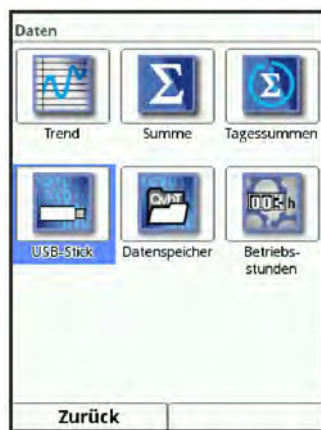 Daten
Trend
Summe
Tagessummen
USB-Stick
Datenspeicher
Betriebs-
stunden
Zurück